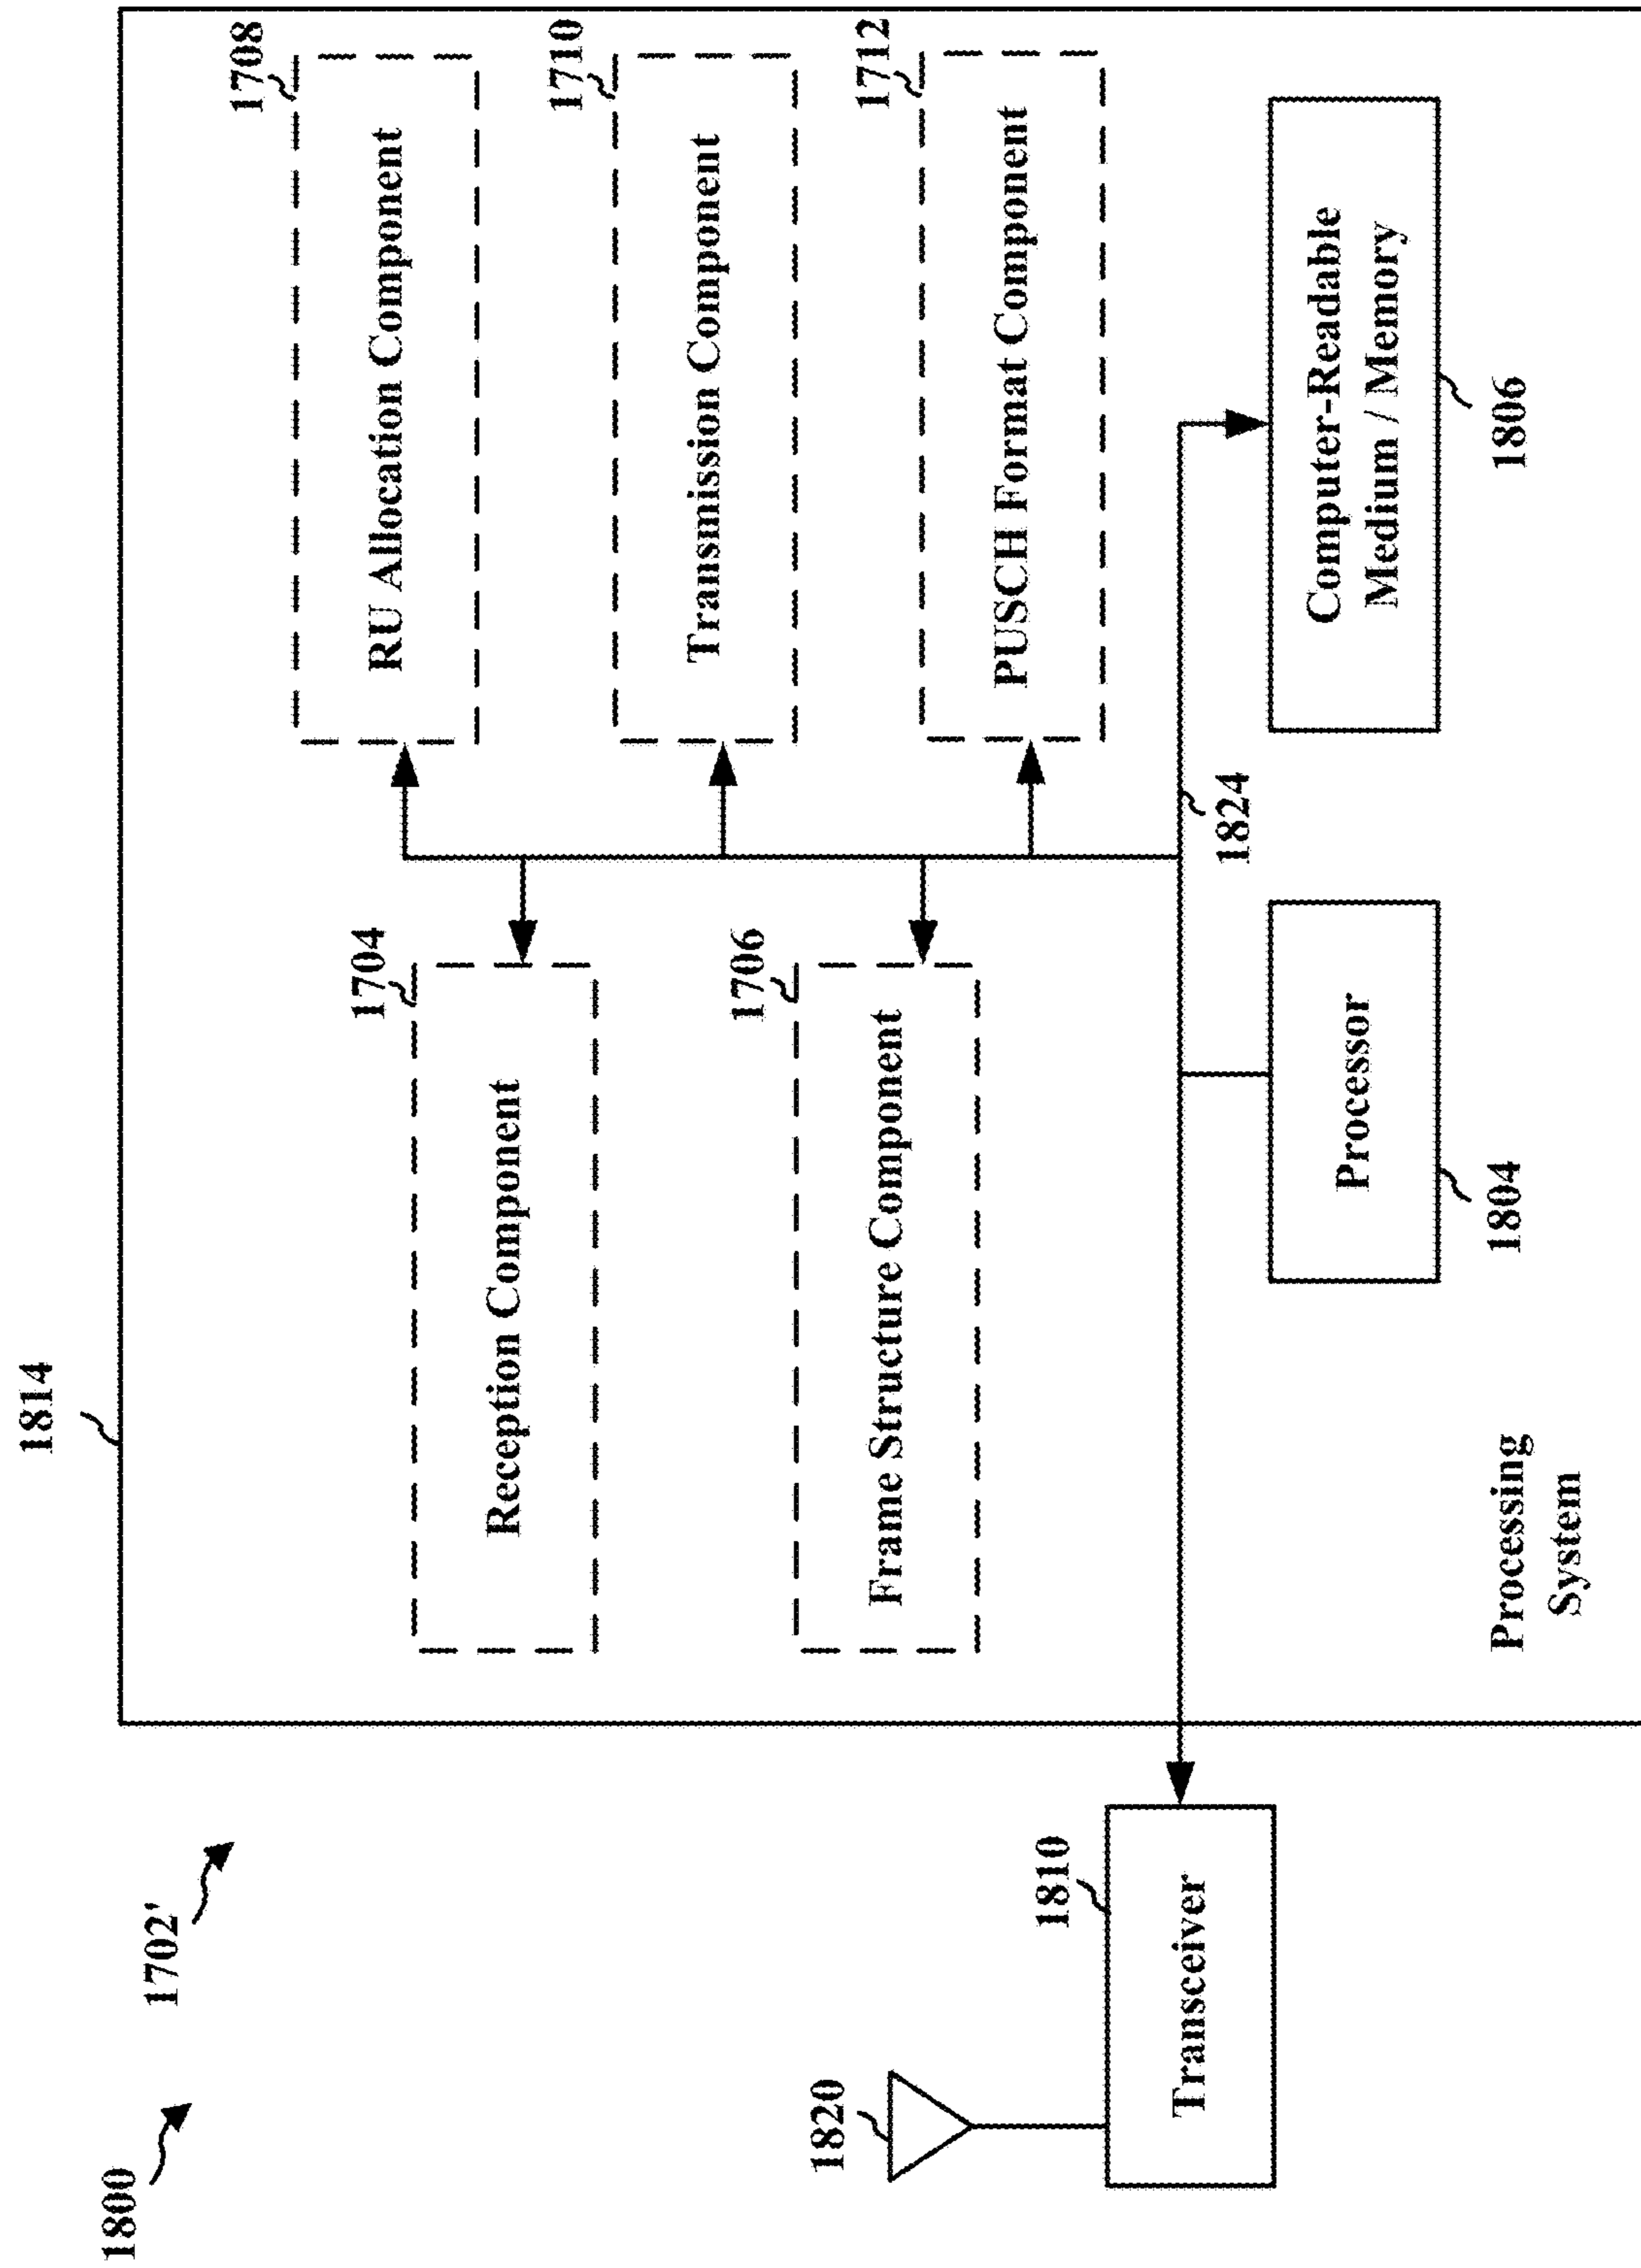 1800
1702'
1814
1704
Reception Component
1708
RU Allocation Component
1710
Transmission Component
1706
Frame Structure Component
1712
PUSCH Format Component
1820
1810
Transceiver
1824
Processor
1804
Computer-Readable
Medium / Memory
1806
Processing
System